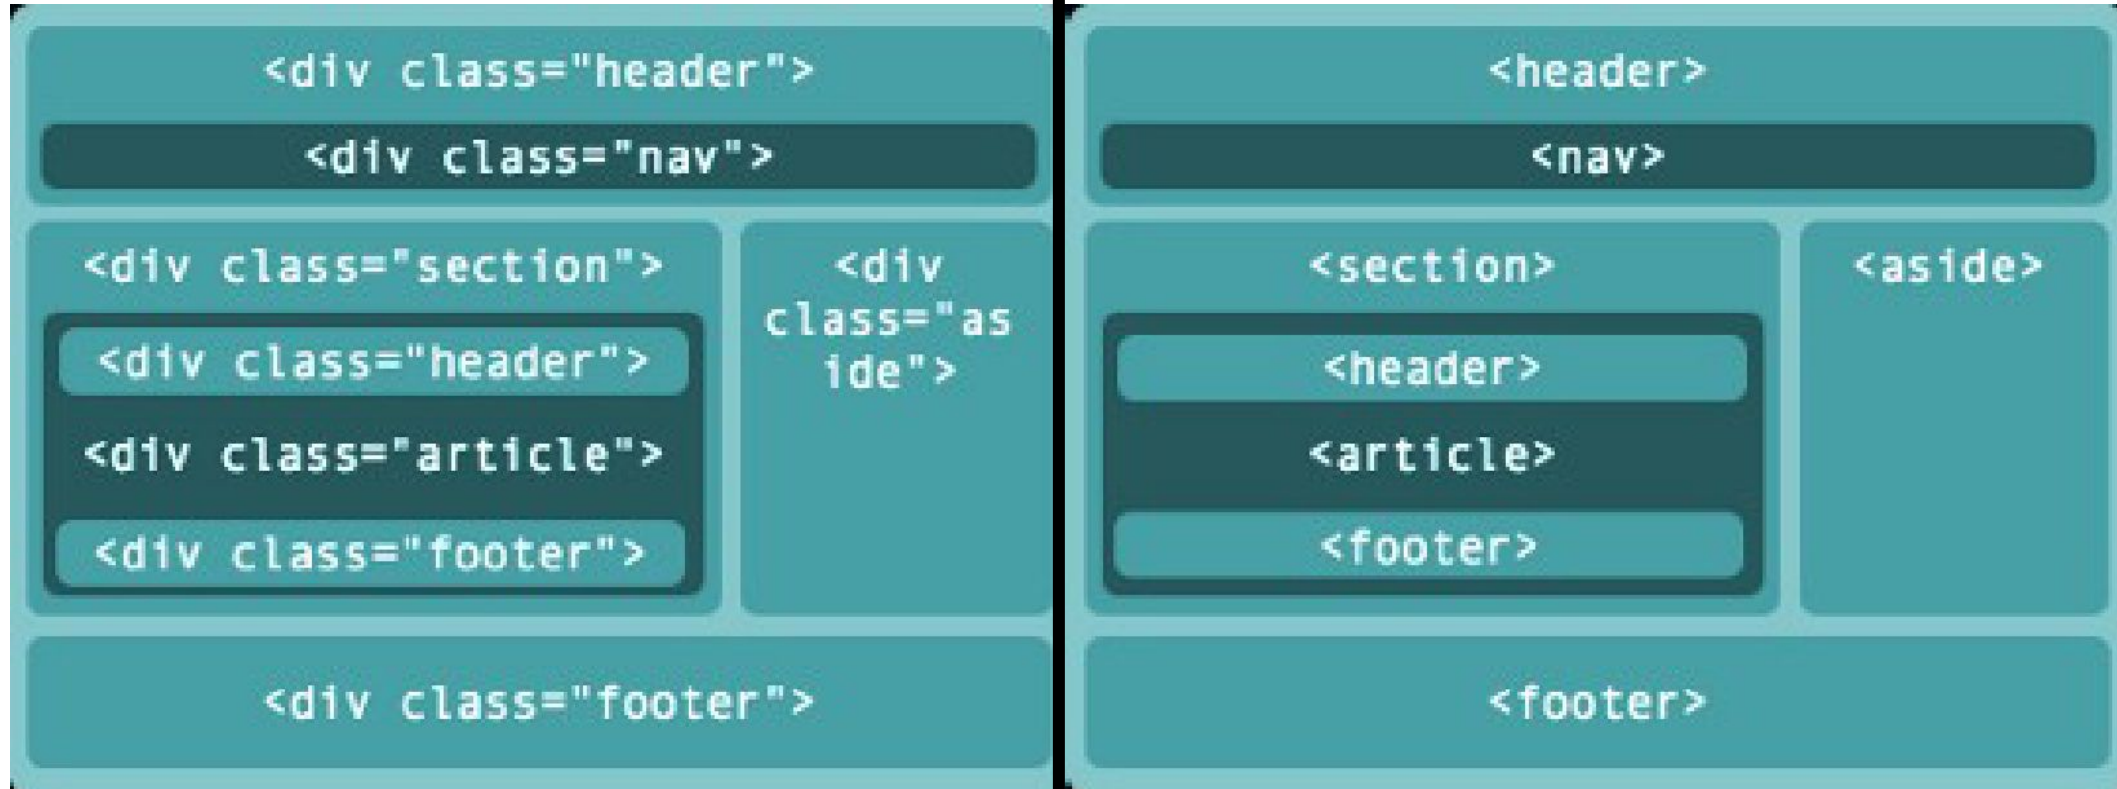 <div class="header">
<div class="nav">
<div class="section">
<div class="header">
<div class="article">
<div class="footer">
<div
class="as
ide">
<div class="footer">
<header>
<nav>
<section>
<header>
<article>
<footer>
<aside>
<footer>